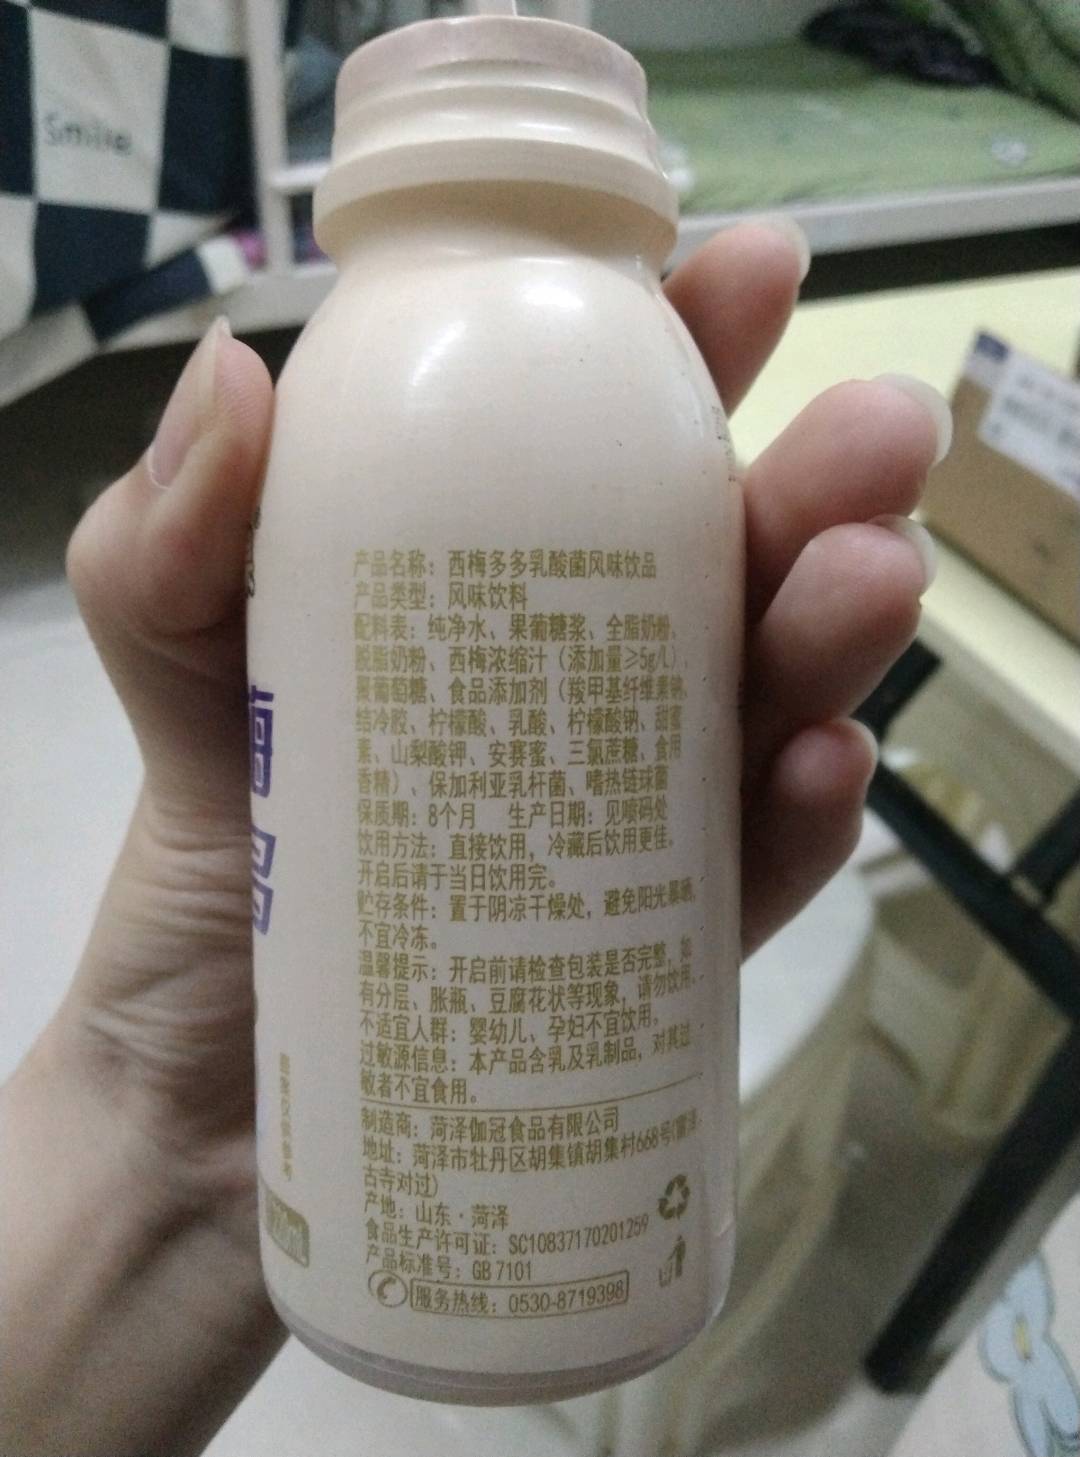 Smile
产品名称：西梅多多乳酸菌风味饮品
产品类型：风味饮料
配料表：纯净水、果葡糖浆、全脂奶粉、
脱脂奶粉、西梅浓缩汁（添加量≥5g/L）、
聚葡萄糖、食品添加剂（羧甲基纤维素钠、
结冷胶、柠檬酸、乳酸、柠檬酸钠、甜蜜
素、山梨酸钾、安赛蜜、三氯蔗糖、食用
香精）、保加利亚乳杆菌、嗜热链球菌
保质期：8个月 生产日期：见喷码处
饮用方法：直接饮用，冷藏后饮用更佳。
开启后请于当日饮用完。
贮存条件：置于阴凉干燥处，避免阳光暴晒，
不宜冷冻。
温馨提示：开启前请检查包装是否完整，如
有分层、胀瓶、豆腐花状等现象，请勿饮用。
不适宜人群：婴幼儿、孕妇不宜饮用。
过敏源信息：本产品含乳及乳制品，对其过
敏者不宜食用。
制造商：菏泽伽冠食品有限公司
地址：菏泽市牡丹区胡集镇胡集村668号
古寺对过)
产地：山东·菏泽
食品生产许可证：SC10837170201259
产品标准号：GB 7101
服务热线：0530-8719398
图案仅供参考